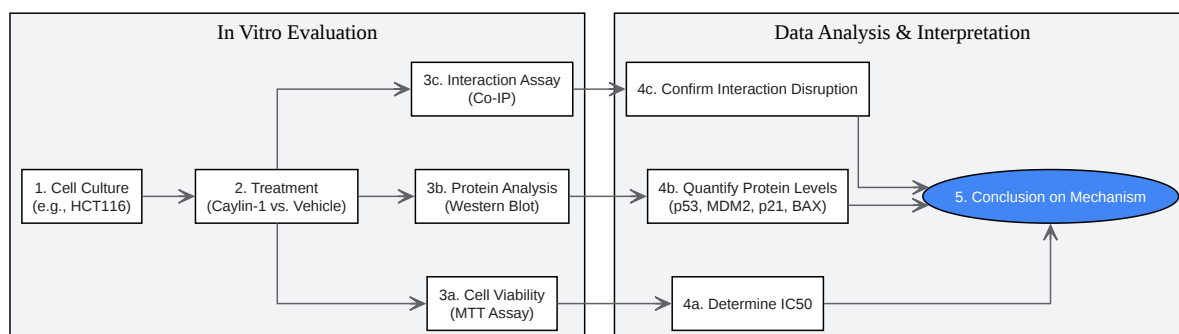 In Vitro Evaluation
Data Analysis & Interpretation
3c. Interaction Assay
(Co-IP)
4c. Confirm Interaction Disruption
1. Cell Culture
(e.g., HCT116)
2. Treatment
(Caylin-1 vs. Vehicle)
3b. Protein Analysis
(Western Blot)
4b. Quantify Protein Levels
(p53, MDM2, p21, BAX)
5. Conclusion on Mechanism
3a. Cell Viability
(MTT Assay)
4a. Determine IC50